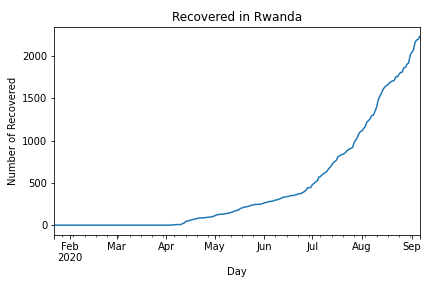 Recovered in Rwanda
2000
1500
1000
500
0
Number of Recovered
Feb Mar Apr May Jun Jul Aug Sep
2020
Day